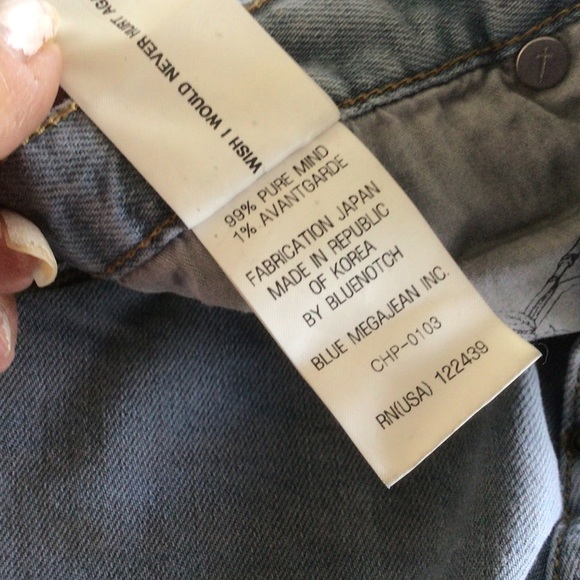 WISH I WOULD NEVER HURT
99% PURE MIND
1% AVANTGARDE
FABRICATION JAPAN
MADE IN REPUBLIC
OF KOREA
BY BLUENOTCH
BLUE MEGAJEAN INC.
CHP-0103
RN(USA) 122439